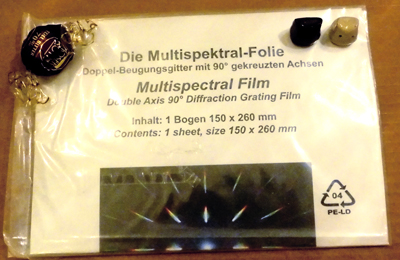 Die Multispektral-Folie
Doppel-Beugungsgitter mit 90° gekreuzten Achsen
Multispectral Film
Double Axis 90° Diffraction Grating Film
Inhalt: 1 Bogen 150 x 260 mm
Contents: 1 sheet, size 150 x 260 mm
04
PE-LD